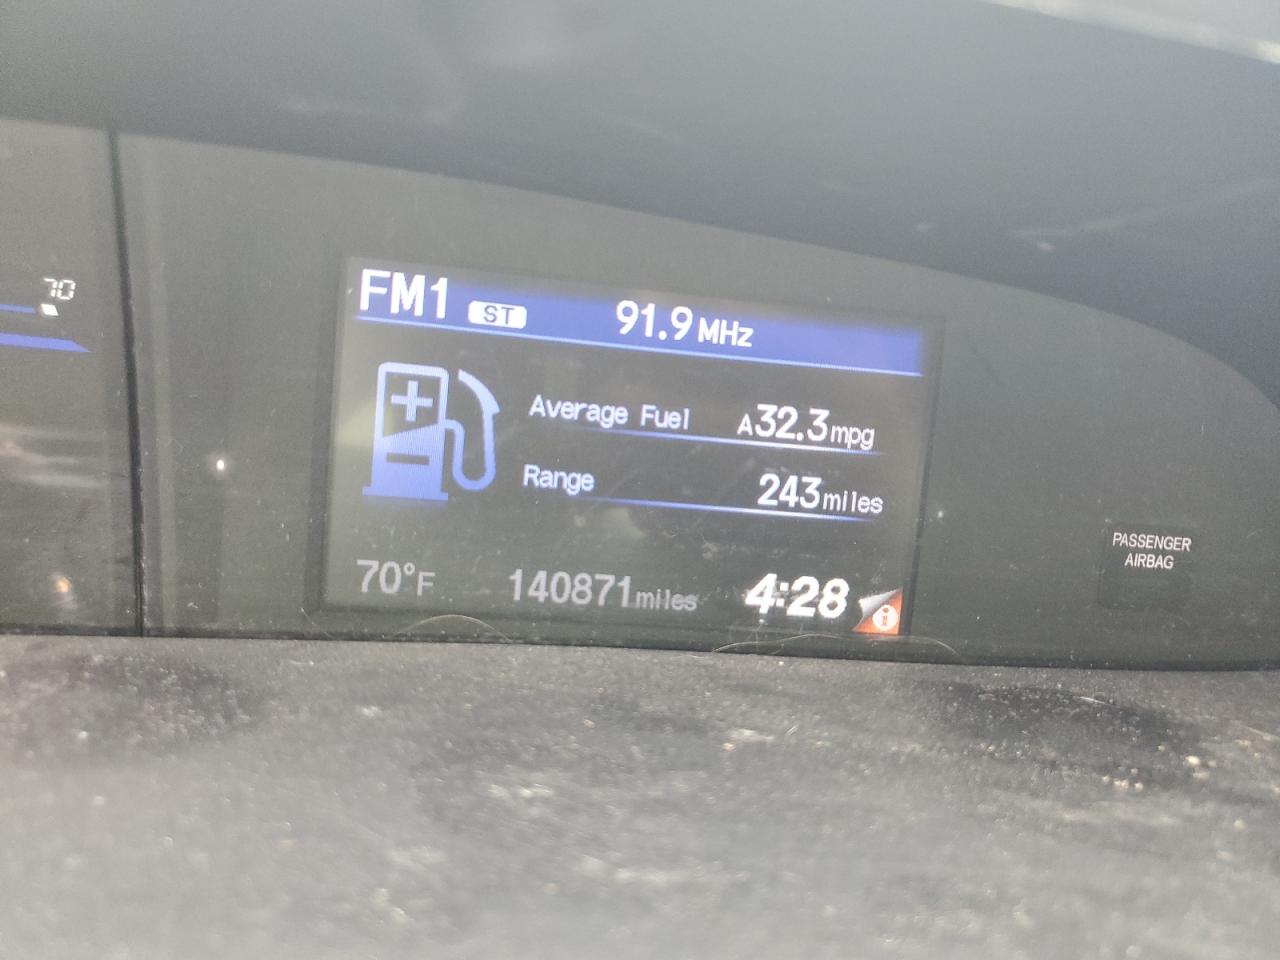 70
FM1 ST 91.9 MHz
Average Fuel A32.3mpg
Range 243miles
70°F 140871miles 4:28 i
PASSENGER
AIRBAG